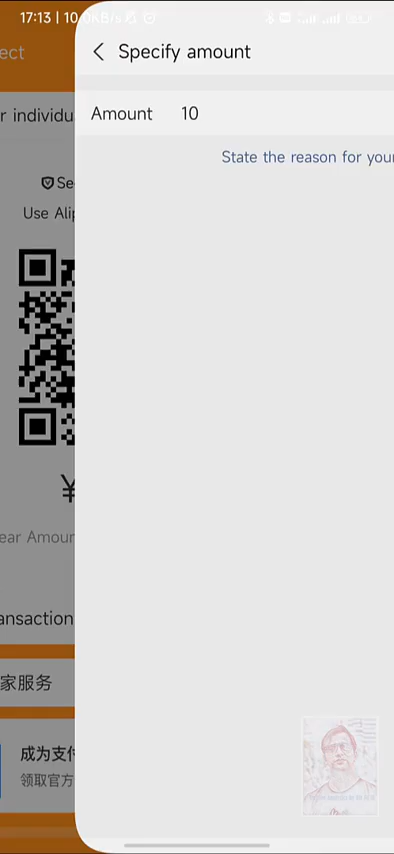 17:13 | 10.0KB/s
ect
Specify amount
r individu
Amount 10
State the reason for your
Se
Use Alip
¥
ear Amoun
ansaction
家服务
成为支付
领取官方